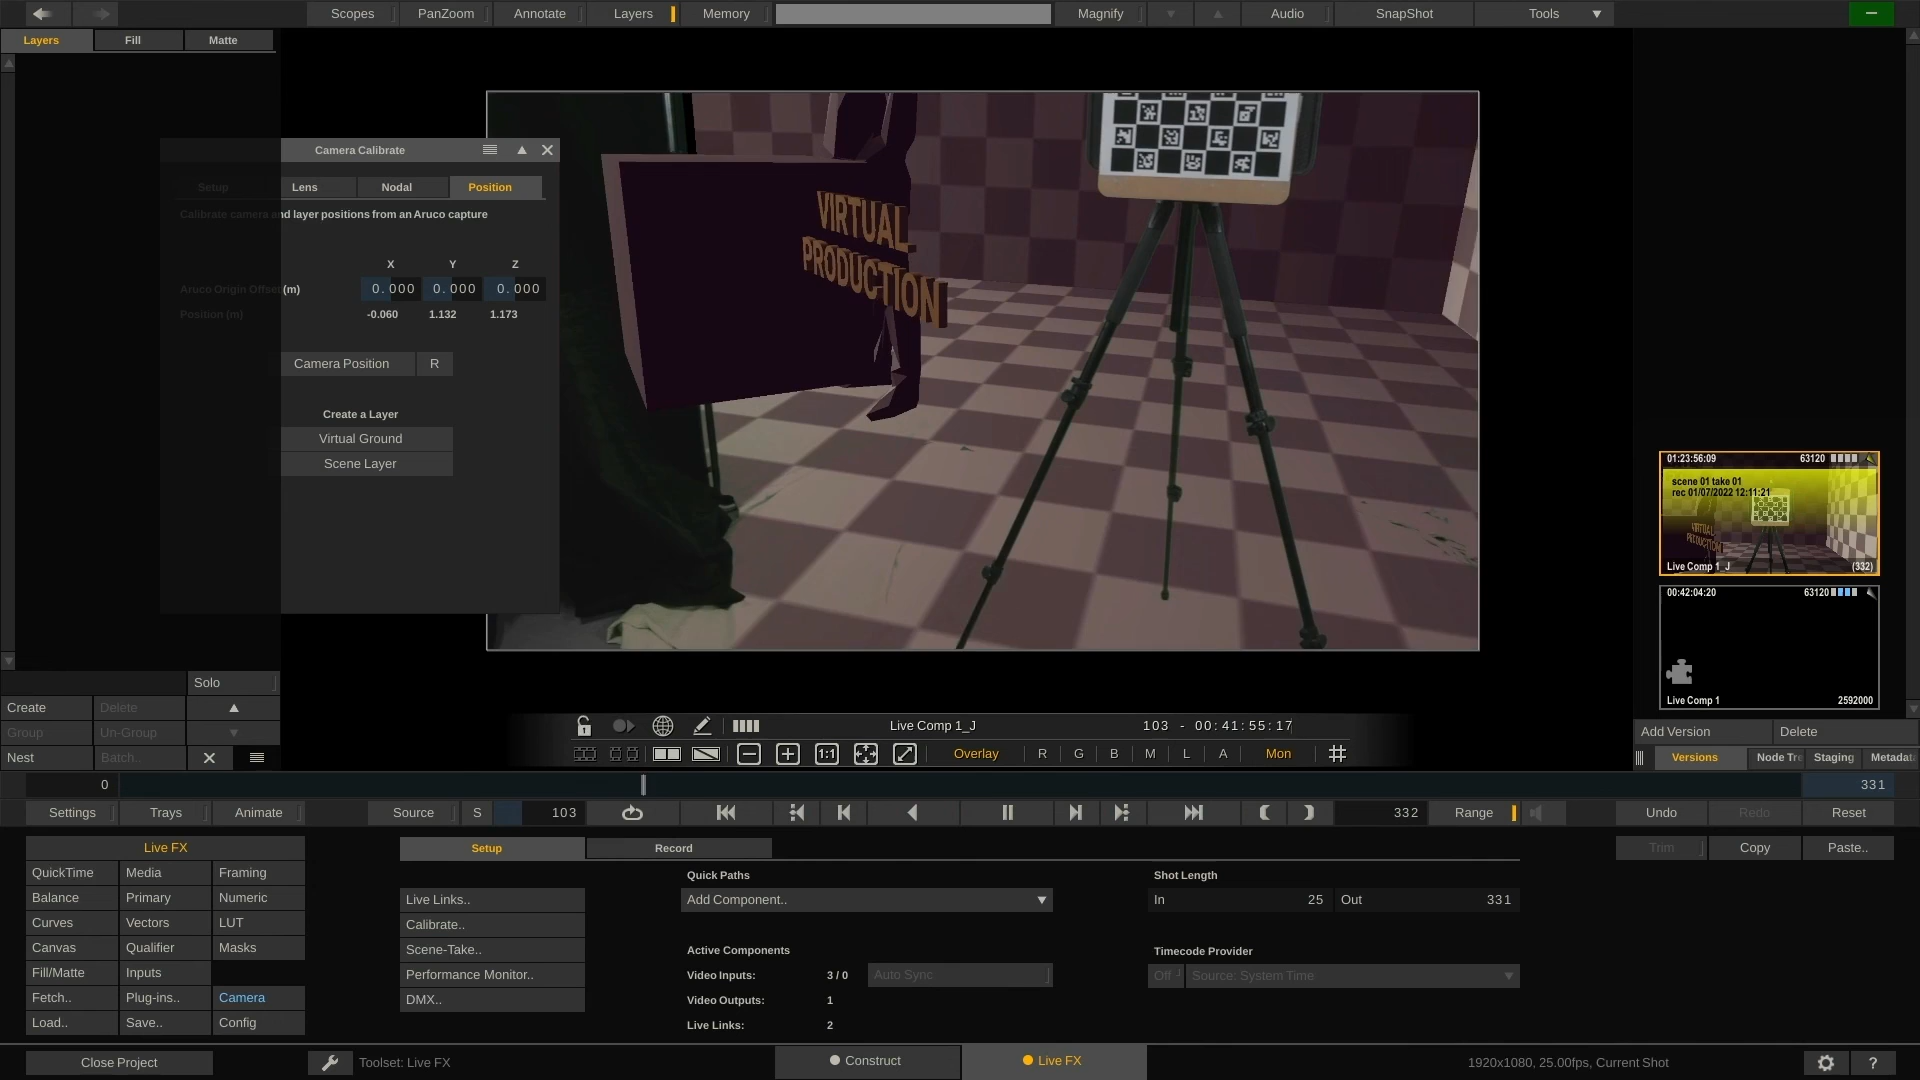 Scopes PanZoom Annotate Layers Memory Magnify Audio SnapShot Tools
Layers Fill Matte
Camera Calibrate
Setup Lens Nodal Position
Calibrate camera and layer positions from an Aruco capture
X Y Z
Aruco Origin Offset (m) 0.000 0.000 0.000
Position (m) -0.060 1.132 1.173
Camera Position R
Create a Layer
Virtual Ground
Scene Layer
VIRTUAL
PRODUCTION
01:23:56:09 63120
scene 01 take 01
rec 01/07/2022 12:11:21
VIRTUAL
PRODUCTION
Live Comp 1_J (332)
00:42:04:20 63120
Live Comp 1 2592000
Solo
Create Delete
Group Un-Group
Nest Batch..
Live Comp 1_J 103 - 00:41:55:17
1:1 Overlay R G B M L A Mon
Add Version Delete
Versions Node Tre Staging Metadata
0 331
Settings Trays Animate Source S 103 332 Range Undo Redo Reset
Live FX Setup Record Trim Copy Paste..
QuickTime Media Framing
Balance Primary Numeric
Curves Vectors LUT
Canvas Qualifier Masks
Fill/Matte Inputs
Fetch.. Plug-ins.. Camera
Load.. Save.. Config
Live Links..
Calibrate..
Scene-Take..
Performance Monitor..
DMX..
Quick Paths
Add Component..
Active Components
Video Inputs: 3 / 0 Auto Sync
Video Outputs: 1
Live Links: 2
Shot Length
In 25 Out 331
Timecode Provider
Off Source: System Time
Close Project Toolset: Live FX Construct Live FX 1920x1080, 25.00fps, Current Shot ?